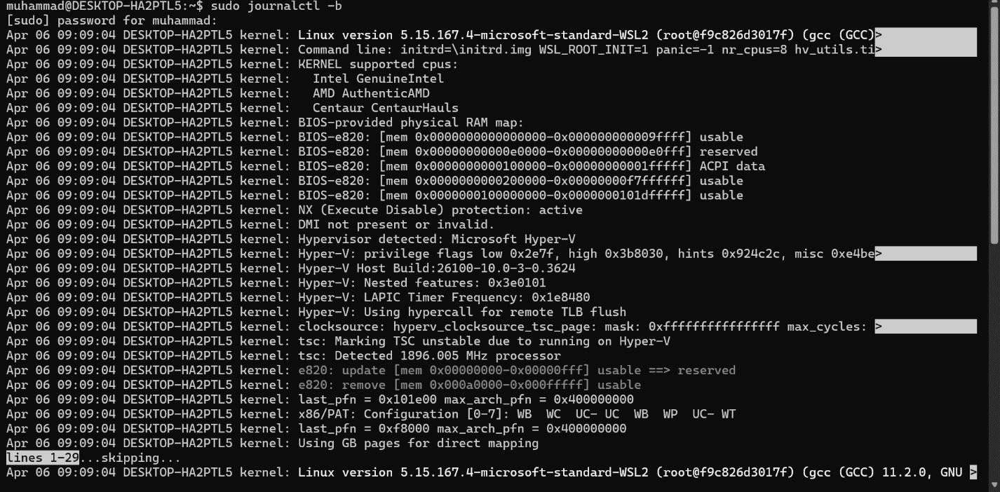 muhammad@DESKTOP-HA2PTL5:~$ sudo journalctl -b
[sudo] password for muhammad:
Apr 06 09:09:04 DESKTOP-HA2PTL5 kernel: Linux version 5.15.167.4-microsoft-standard-WSL2 (root@f9c826d3017f) (gcc (GCC)>
Apr 06 09:09:04 DESKTOP-HA2PTL5 kernel: Command line: initrd=\initrd.img WSL_ROOT_INIT=1 panic=-1 nr_cpus=8 hv_utils.ti>
Apr 06 09:09:04 DESKTOP-HA2PTL5 kernel: KERNEL supported cpus:
Apr 06 09:09:04 DESKTOP-HA2PTL5 kernel:   Intel GenuineIntel
Apr 06 09:09:04 DESKTOP-HA2PTL5 kernel:   AMD AuthenticAMD
Apr 06 09:09:04 DESKTOP-HA2PTL5 kernel:   Centaur CentaurHauls
Apr 06 09:09:04 DESKTOP-HA2PTL5 kernel: BIOS-provided physical RAM map:
Apr 06 09:09:04 DESKTOP-HA2PTL5 kernel: BIOS-e820: [mem 0x0000000000000000-0x000000000009ffff] usable
Apr 06 09:09:04 DESKTOP-HA2PTL5 kernel: BIOS-e820: [mem 0x00000000000e0000-0x00000000000e0fff] reserved
Apr 06 09:09:04 DESKTOP-HA2PTL5 kernel: BIOS-e820: [mem 0x0000000000100000-0x00000000001fffff] ACPI data
Apr 06 09:09:04 DESKTOP-HA2PTL5 kernel: BIOS-e820: [mem 0x0000000000200000-0x00000000f7ffffff] usable
Apr 06 09:09:04 DESKTOP-HA2PTL5 kernel: BIOS-e820: [mem 0x0000000100000000-0x0000000101dfffff] usable
Apr 06 09:09:04 DESKTOP-HA2PTL5 kernel: NX (Execute Disable) protection: active
Apr 06 09:09:04 DESKTOP-HA2PTL5 kernel: DMI not present or invalid.
Apr 06 09:09:04 DESKTOP-HA2PTL5 kernel: Hypervisor detected: Microsoft Hyper-V
Apr 06 09:09:04 DESKTOP-HA2PTL5 kernel: Hyper-V: privilege flags low 0x2e7f, high 0x3b8030, hints 0x924c2c, misc 0xe4be>
Apr 06 09:09:04 DESKTOP-HA2PTL5 kernel: Hyper-V Host Build:26100-10.0-3-0.3624
Apr 06 09:09:04 DESKTOP-HA2PTL5 kernel: Hyper-V: Nested features: 0x3e0101
Apr 06 09:09:04 DESKTOP-HA2PTL5 kernel: Hyper-V: LAPIC Timer Frequency: 0x1e8480
Apr 06 09:09:04 DESKTOP-HA2PTL5 kernel: Hyper-V: Using hypercall for remote TLB flush
Apr 06 09:09:04 DESKTOP-HA2PTL5 kernel: clocksource: hyperv_clocksource_tsc_page: mask: 0xffffffffffffffff max_cycles: >
Apr 06 09:09:04 DESKTOP-HA2PTL5 kernel: tsc: Marking TSC unstable due to running on Hyper-V
Apr 06 09:09:04 DESKTOP-HA2PTL5 kernel: tsc: Detected 1896.005 MHz processor
Apr 06 09:09:04 DESKTOP-HA2PTL5 kernel: e820: update [mem 0x00000000-0x00000fff] usable ==> reserved
Apr 06 09:09:04 DESKTOP-HA2PTL5 kernel: e820: remove [mem 0x000a0000-0x000fffff] usable
Apr 06 09:09:04 DESKTOP-HA2PTL5 kernel: last_pfn = 0x101e00 max_arch_pfn = 0x400000000
Apr 06 09:09:04 DESKTOP-HA2PTL5 kernel: x86/PAT: Configuration [0-7]: WB  WC  UC- UC  WB  WP  UC- WT
Apr 06 09:09:04 DESKTOP-HA2PTL5 kernel: last_pfn = 0xf8000 max_arch_pfn = 0x400000000
Apr 06 09:09:04 DESKTOP-HA2PTL5 kernel: Using GB pages for direct mapping
lines 1-29...skipping...
Apr 06 09:09:04 DESKTOP-HA2PTL5 kernel: Linux version 5.15.167.4-microsoft-standard-WSL2 (root@f9c826d3017f) (gcc (GCC) 11.2.0, GNU >